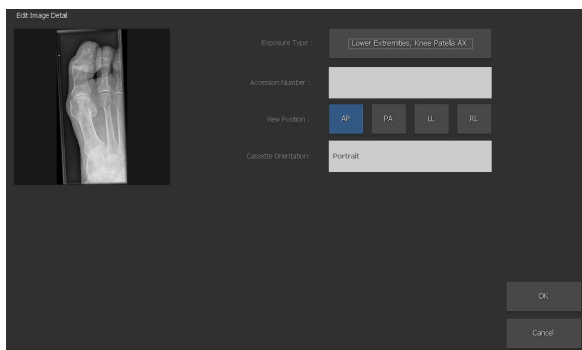 Edit Image Detail
Exposure Type :
Lower Extremities, Knee Patella AX
Accession Number :
View Position :
AP
PA
LL
RL
Cassette Orientation:
Portrait
OK
Cancel